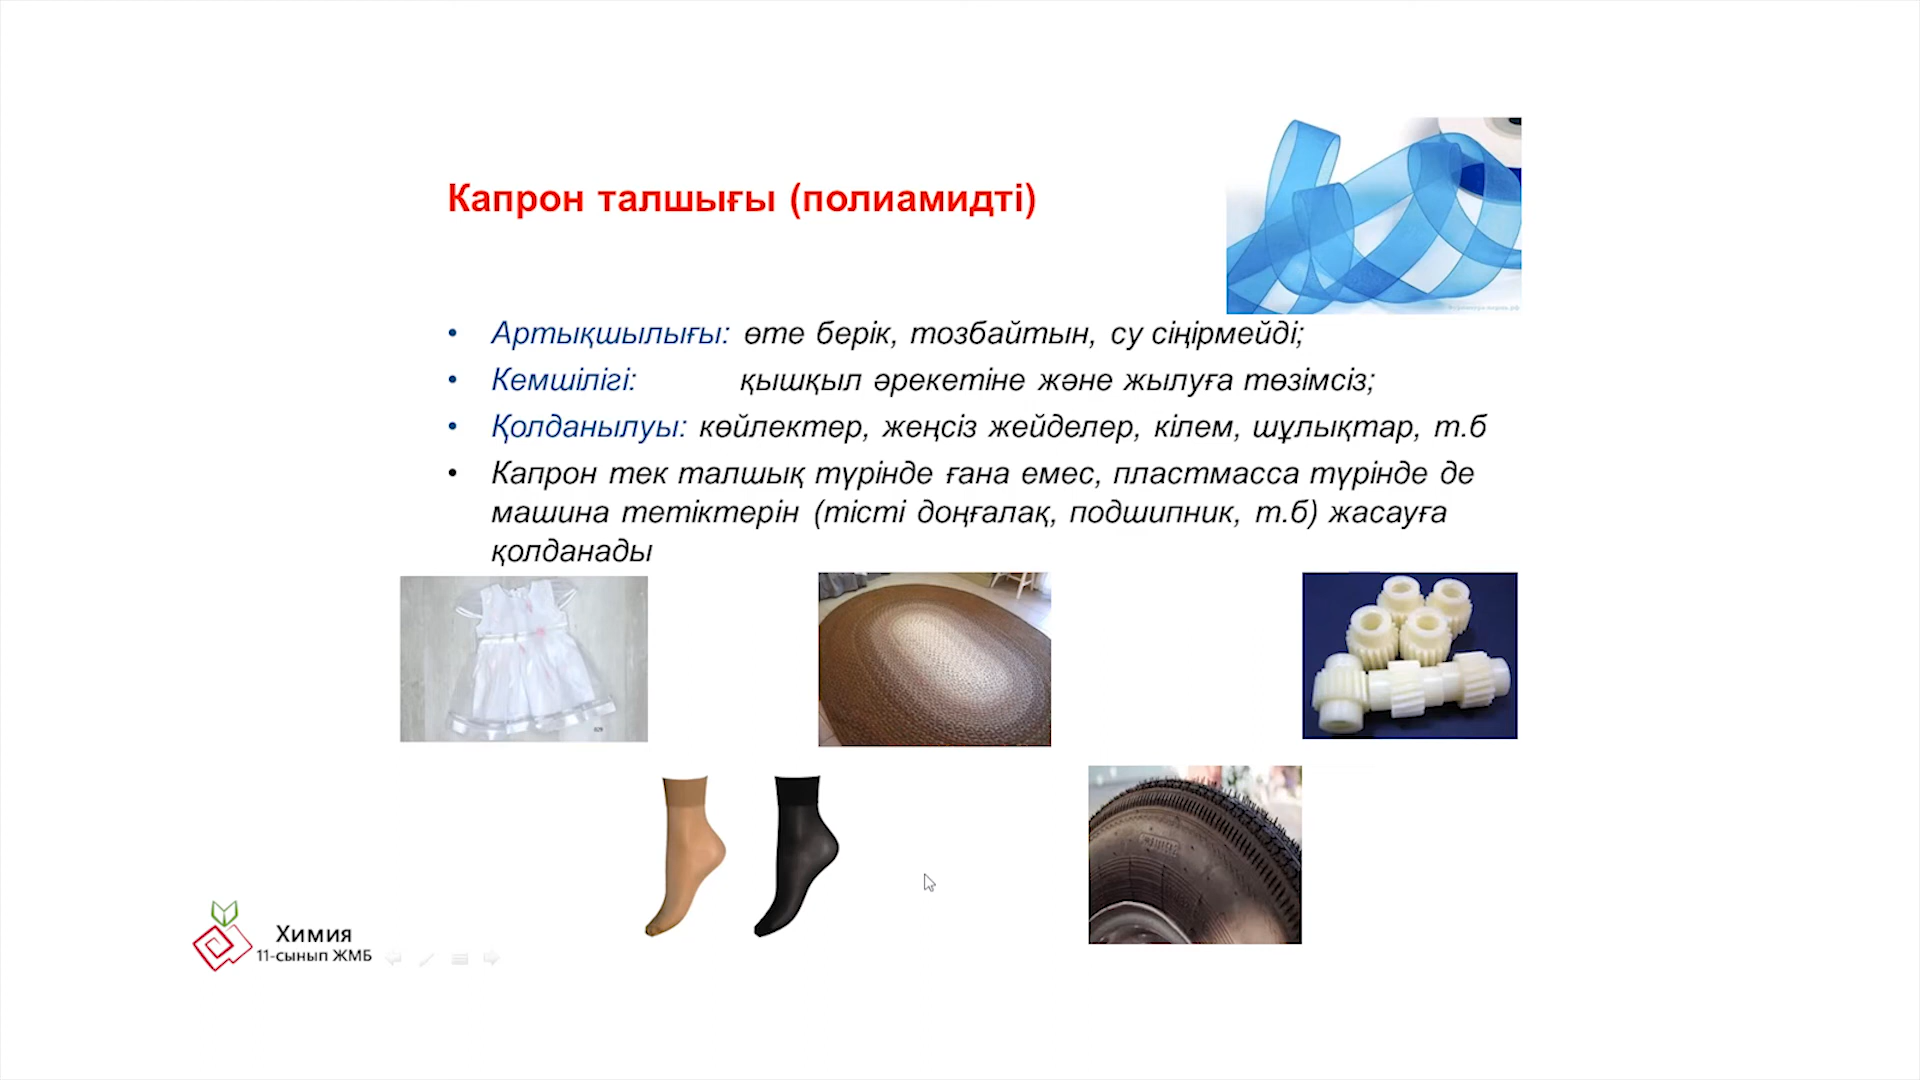 Капрон талшығы (полиамидті)
• Артықшылығы: өте берік, тозбайтын, су сіңірмейді;
• Кемшілігі: қышқыл әрекетіне және жылуға төзімсіз;
• Қолданылуы: көйлектер, жеңсіз жейделер, кілем, шұлықтар, т.б
• Капрон тек талшық түрінде ғана емес, пластмасса түрінде де
машина тетіктерін (тісті доңғалақ, подшипник, т.б) жасауға
қолданады
Химия
11-сынып ЖМБ